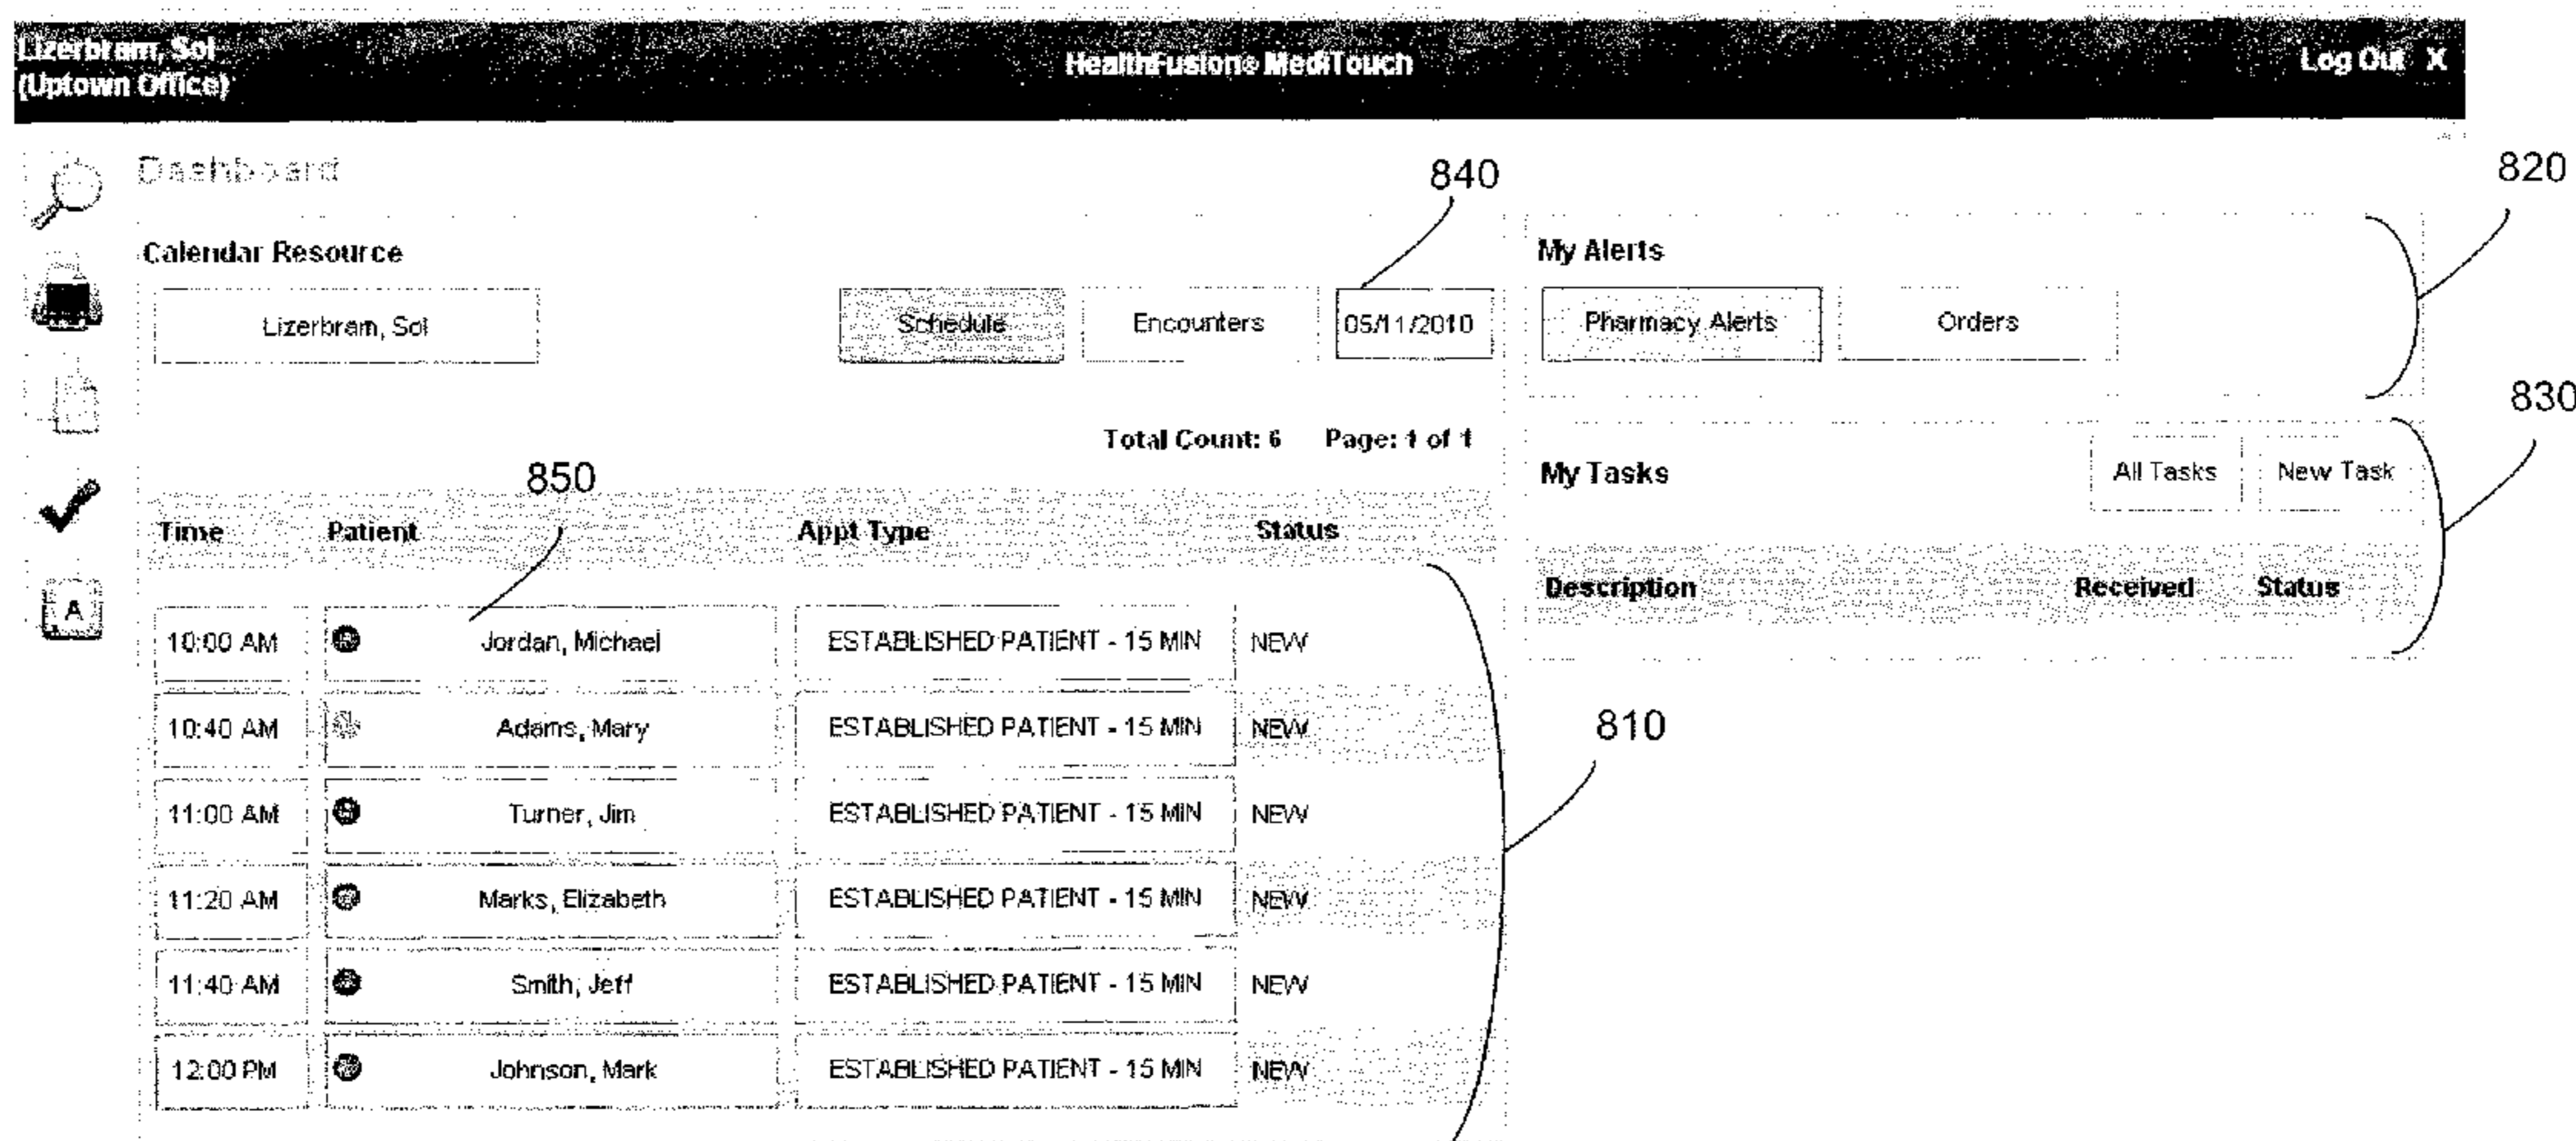 Lizerbram, Sol
(Uptown Office)
HealthFusion® MediTouch
Log Out X
Dashboard
840
820
Calendar Resource
My Alerts
Lizerbram, Sol
Schedule
Encounters
05/11/2010
Pharmacy Alerts
Orders
830
Total Count: 6 Page: 1 of 1
My Tasks
All Tasks
New Task
850
Time Patient Appt Type Status
Description Received Status
A
10:00 AM Jordan, Michael ESTABLISHED PATIENT - 15 MIN NEW
10:40 AM Adams, Mary ESTABLISHED PATIENT - 15 MIN NEW
810
11:00 AM Turner, Jim ESTABLISHED PATIENT - 15 MIN NEW
11:20 AM Marks, Elizabeth ESTABLISHED PATIENT - 15 MIN NEW
11:40 AM Smith, Jeff ESTABLISHED PATIENT - 15 MIN NEW
12:00 PM Johnson, Mark ESTABLISHED PATIENT - 15 MIN NEW